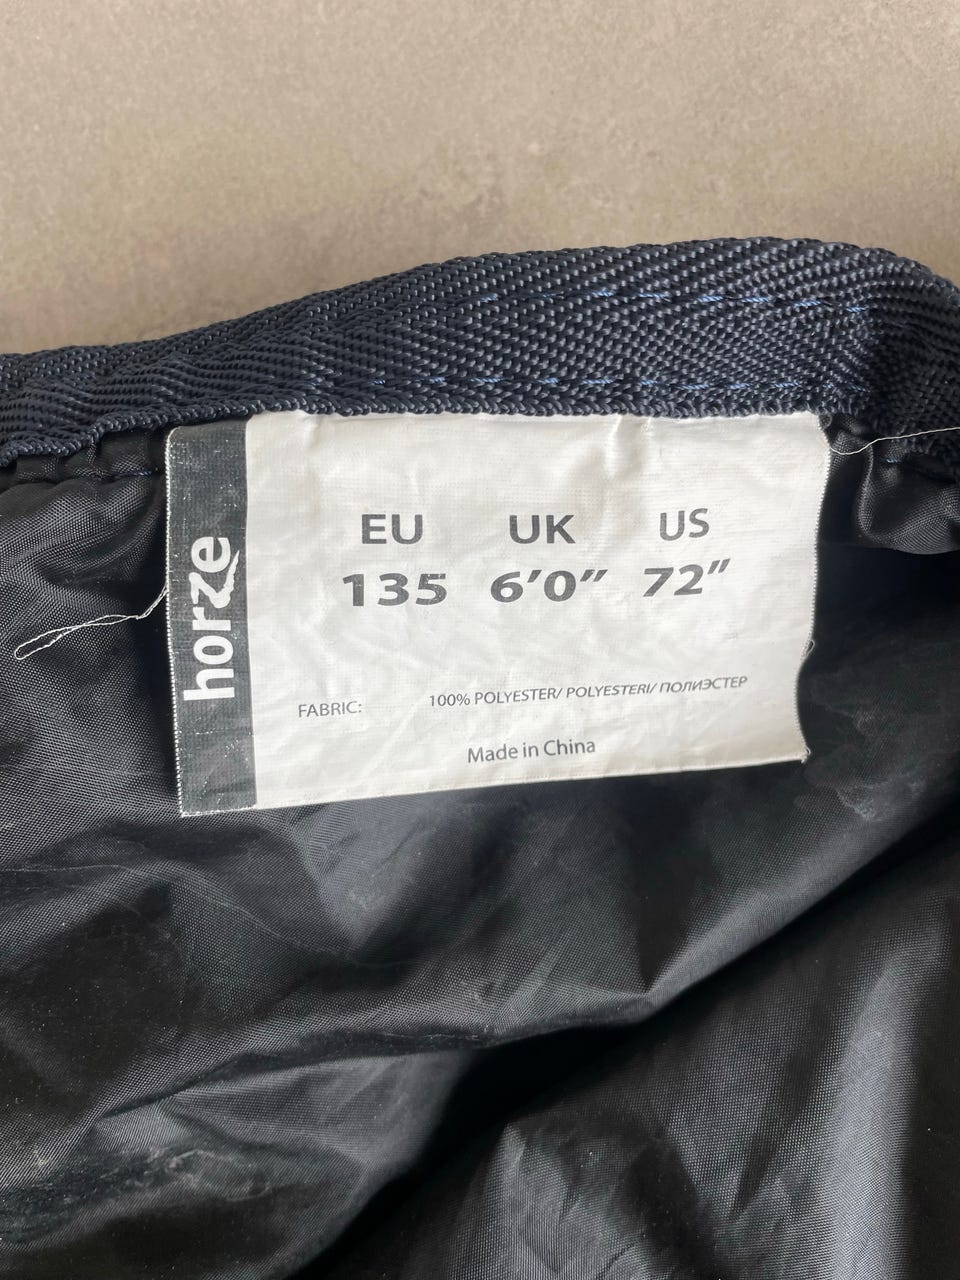 horze
EU UK US
135 6'0" 72"
FABRIC: 100% POLYESTER/ POLYESTERI/ ПОЛИЭСТЕР
Made in China